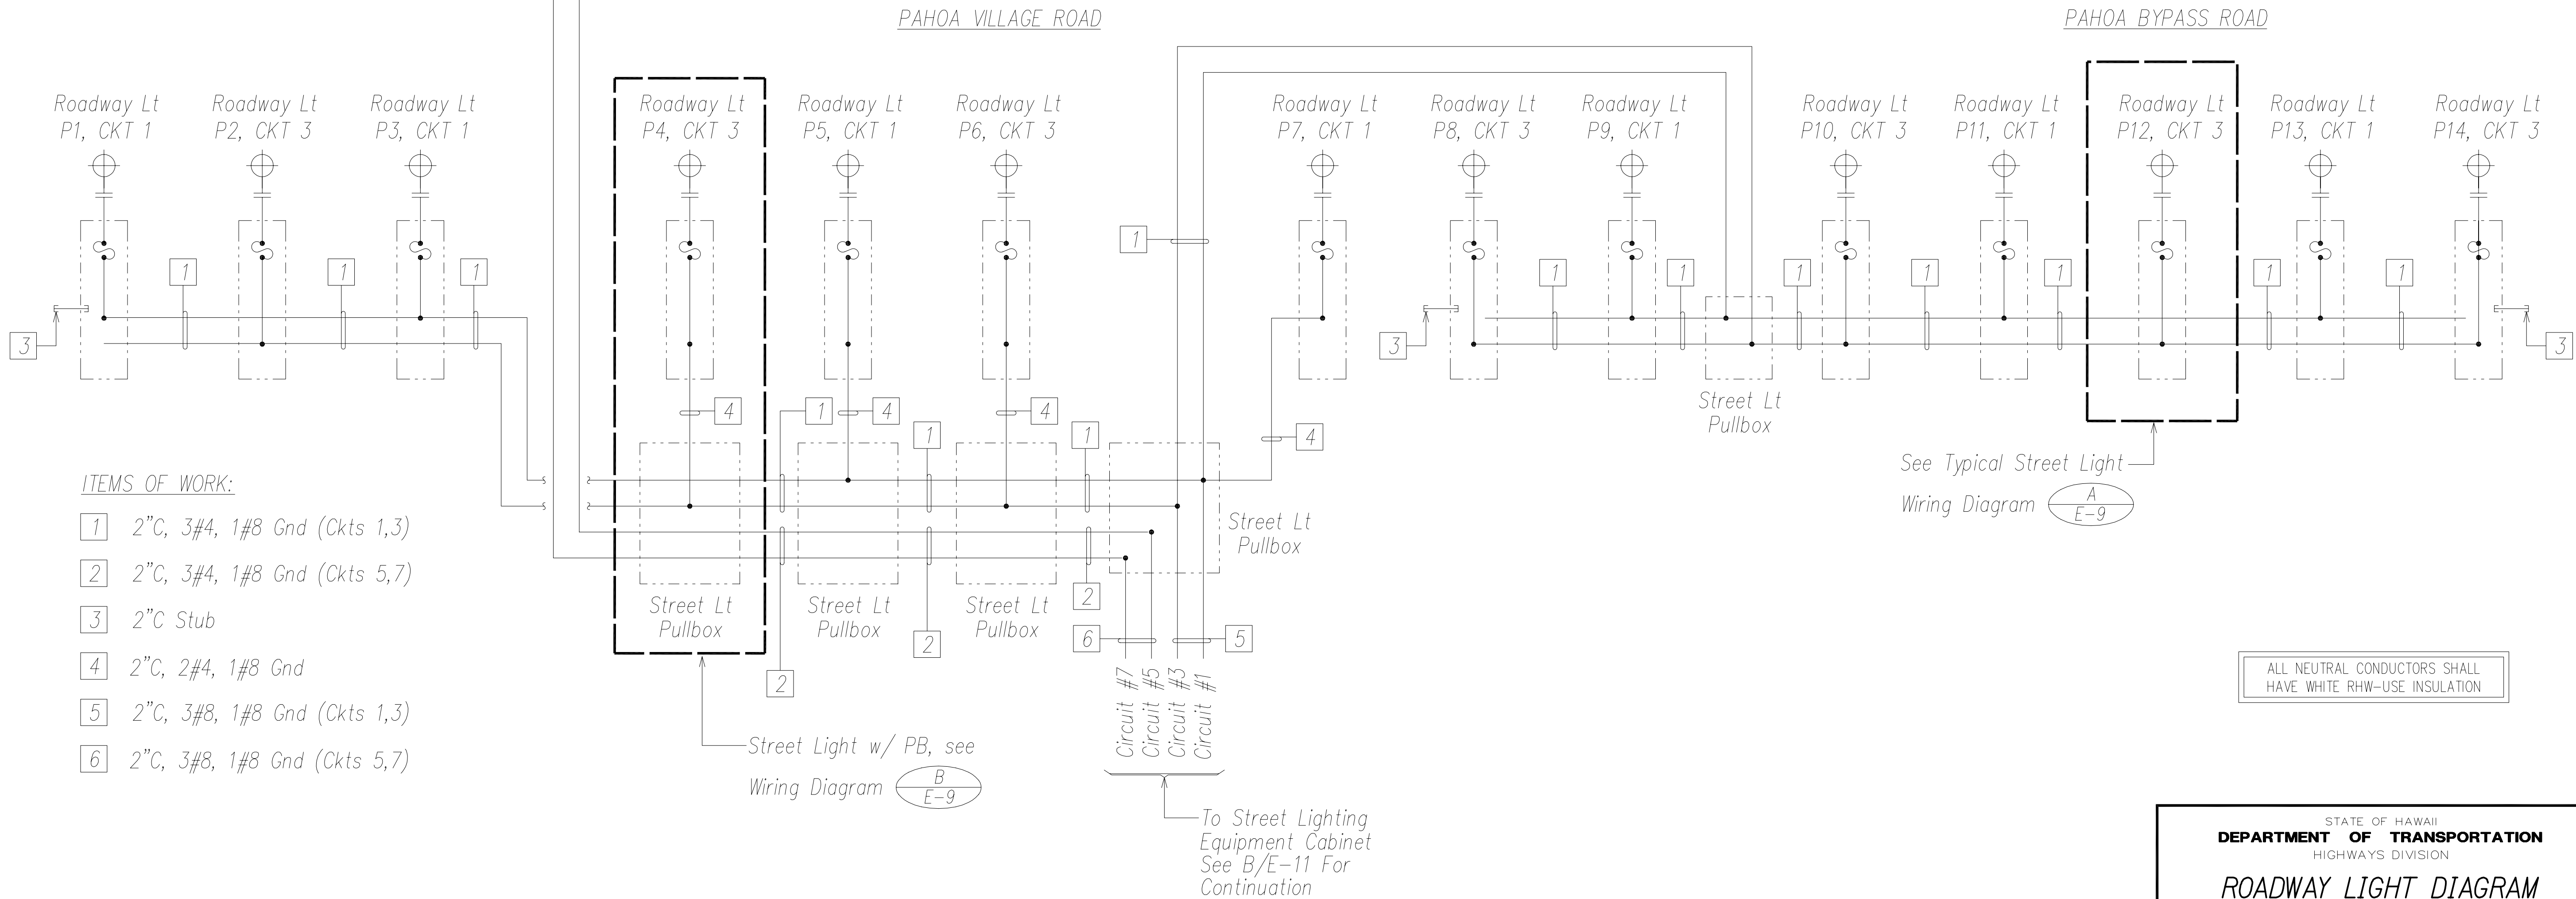 PAHOA VILLAGE ROAD
PAHOA BYPASS ROAD
Roadway Lt
P1, CKT 1
Roadway Lt
P2, CKT 3
Roadway Lt
P3, CKT 1
Roadway Lt
P4, CKT 3
Roadway Lt
P5, CKT 1
Roadway Lt
P6, CKT 3
Roadway Lt
P7, CKT 1
Roadway Lt
P8, CKT 3
Roadway Lt
P9, CKT 1
Roadway Lt
P10, CKT 3
Roadway Lt
P11, CKT 1
Roadway Lt
P12, CKT 3
Roadway Lt
P13, CKT 1
Roadway Lt
P14, CKT 3
1
1
1
1
1
1
1
1
1
1
1
3
3
3
4
1
4
4
1
1
4
Street Lt
Pullbox
See Typical Street Light
Wiring Diagram
A
E-9
Street Lt
Pullbox
Street Lt
Pullbox
Street Lt
Pullbox
Street Lt
Pullbox
2
2
2
6
5
Circuit #7
Circuit #5
Circuit #3
Circuit #1
Street Light w/ PB, see
Wiring Diagram
B
E-9
To Street Lighting
Equipment Cabinet
See B/E-11 For
Continuation
ITEMS OF WORK:
1 2"C, 3#4, 1#8 Gnd (Ckts 1,3)
2 2"C, 3#4, 1#8 Gnd (Ckts 5,7)
3 2"C Stub
4 2"C, 2#4, 1#8 Gnd
5 2"C, 3#8, 1#8 Gnd (Ckts 1,3)
6 2"C, 3#8, 1#8 Gnd (Ckts 5,7)
ALL NEUTRAL CONDUCTORS SHALL
HAVE WHITE RHW-USE INSULATION
STATE OF HAWAII
DEPARTMENT OF TRANSPORTATION
HIGHWAYS DIVISION
ROADWAY LIGHT DIAGRAM